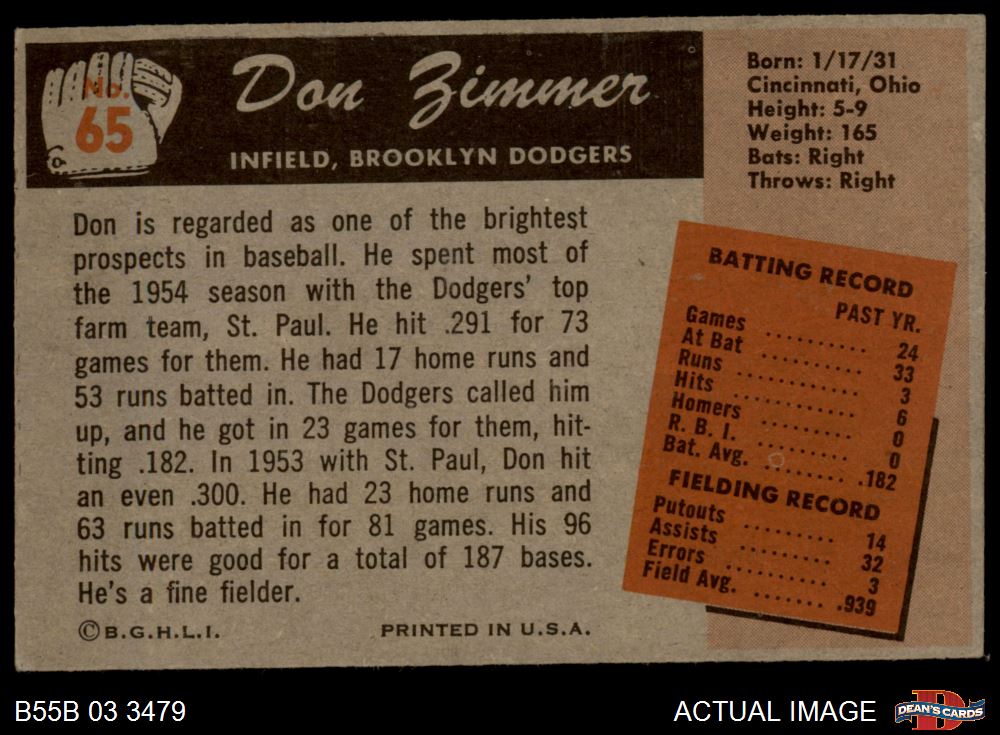 No.
65
Don Zimmer
INFIELD, BROOKLYN DODGERS
Born: 1/17/31
Cincinnati, Ohio
Height: 5-9
Weight: 165
Bats: Right
Throws: Right
Don is regarded as one of the brightest
prospects in baseball. He spent most of
the 1954 season with the Dodgers' top
farm team, St. Paul. He hit .291 for 73
games for them. He had 17 home runs and
53 runs batted in. The Dodgers called him
up, and he got in 23 games for them, hit-
ting .182. In 1953 with St. Paul, Don hit
an even .300. He had 23 home runs and
63 runs batted in for 81 games. His 96
hits were good for a total of 187 bases.
He's a fine fielder.
©B.G.H.L.I.
PRINTED IN U.S.A.
BATTING RECORD
PAST YR.
Games .......... 24
At Bat .......... 33
Runs .......... 3
Hits .......... 6
Homers ......... 0
R. B. I. ........ 0
Bat. Avg. ....... .182
FIELDING RECORD
Putouts ........ 14
Assists ......... 32
Errors .......... 3
Field Avg. ....... .939
B55B 03 3479
ACTUAL IMAGE
DEAN'S CARDS